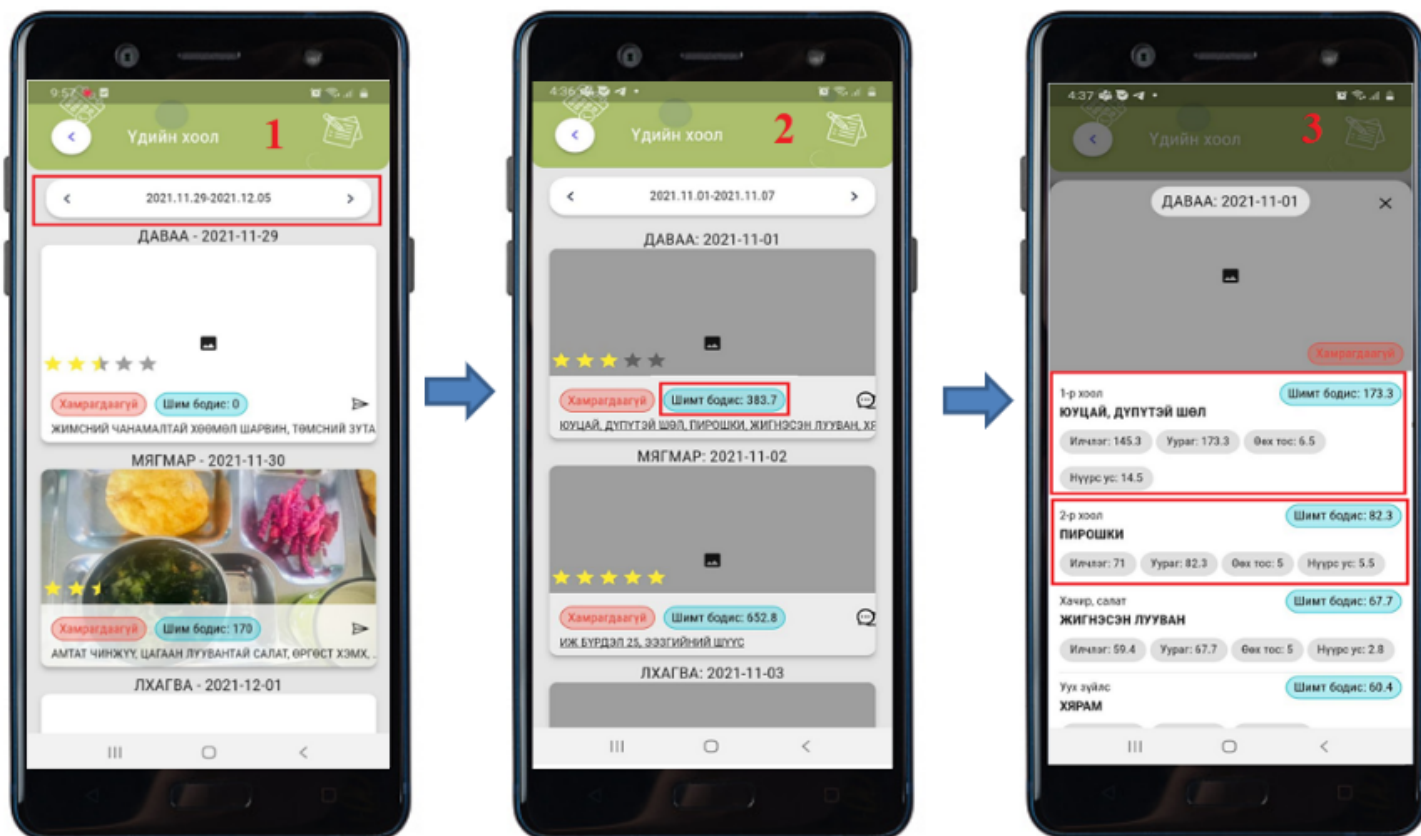 9:57
Үдийн хоол
1
2021.11.29-2021.12.05
ДАВАА - 2021-11-29
Хамрагдаагүй
Шим бодис: 0
ЖИМСНИЙ ЧАНАМАЛТАЙ ХӨӨМӨЛ ШАРВИН, ТӨМСНИЙ ЗУТА
МЯГМАР - 2021-11-30
Хамрагдаагүй
Шим бодис: 170
АМТАТ ЧИНЖҮҮ, ЦАГААН ЛУУВАНТАЙ САЛАТ, ӨРГӨСТ ХЭМХ, ..
ЛХАГВА - 2021-12-01
4:36
Үдийн хоол
2
2021.11.01-2021.11.07
ДАВАА: 2021-11-01
Хамрагдаагүй
Шимт бодис: 383.7
ЮУЦАЙ, ДҮПҮТЭЙ ШӨЛ, ПИРОШКИ, ЖИГНЭСЭН ЛУУВАН, ХЯ
МЯГМАР: 2021-11-02
Хамрагдаагүй
Шимт бодис: 652.8
ИЖ БҮРДЭЛ 25, ЭЭЗГИЙНИЙ ШҮҮС
ЛХАГВА: 2021-11-03
4:37
Үдийн хоол
3
ДАВАА: 2021-11-01
Хамрагдаагүй
1-р хоол
Шимт бодис: 173.3
ЮУЦАЙ, ДҮПҮТЭЙ ШӨЛ
Илчлэг: 145.3
Уураг: 173.3
Өөх тос: 6.5
Нүүрс ус: 14.5
2-р хоол
Шимт бодис: 82.3
ПИРОШКИ
Илчлэг: 71
Уураг: 82.3
Өөх тос: 5
Нүүрс ус: 5.5
Хачир, салат
Шимт бодис: 67.7
ЖИГНЭСЭН ЛУУВАН
Илчлэг: 59.4
Уураг: 67.7
Өөх тос: 5
Нүүрс ус: 2.8
Уух зүйлс
Шимт бодис: 60.4
ХЯРАМ